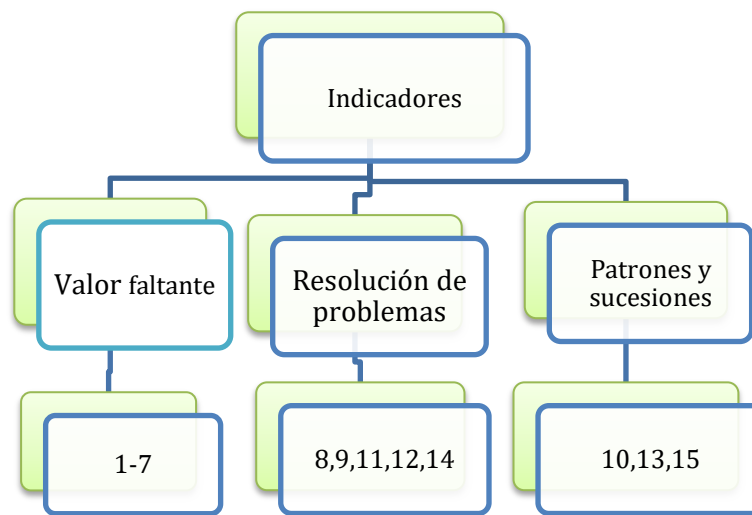 Indicadores
Valor faltante
Resolución de
problemas
Patrones y
sucesiones
1-7
8,9,11,12,14
10,13,15